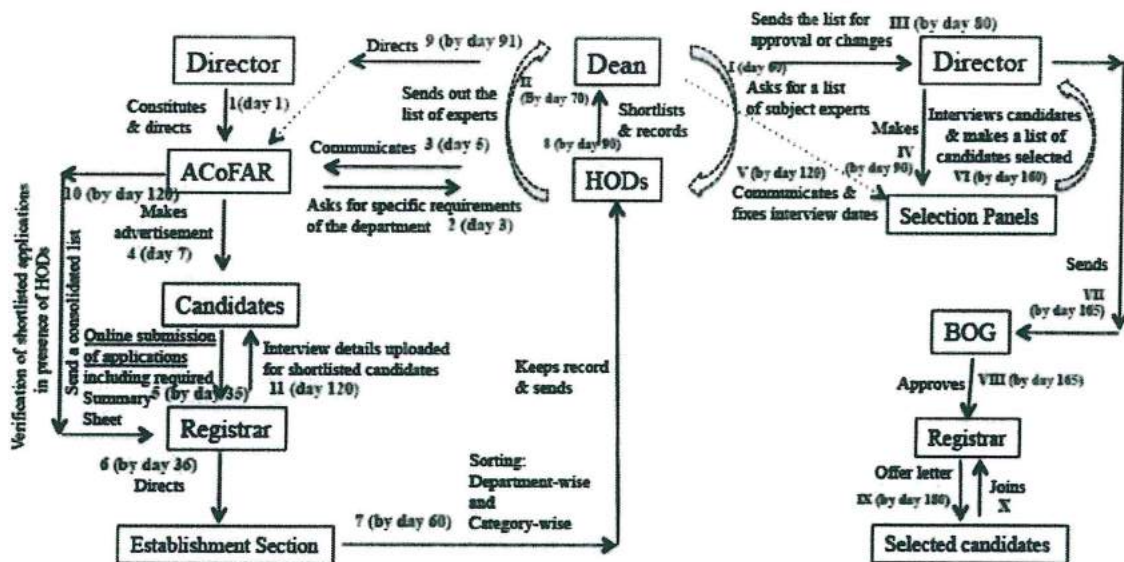 Director
1(day 1)
Constitutes
& directs
Directs 9 (by day 91)
Sends out the
list of experts
II
(By day 70)
Dean
Shortlists
& records
8 (by day 90)
HODs
I (day 60)
Asks for a list
of subject experts
Sends the list for
approval or changes
III (by day 80)
Director
Makes
IV
(by day 90)
Interviews candidates
& makes a list of
candidates selected
VI (by day 160)
V (by day 120)
Communicates &
fixes interview dates
Selection Panels
Communicates 3 (day 5)
ACoFAR
Asks for specific requirements
of the department 2 (day 3)
10 (by day 120)
Makes
advertisement
4 (day 7)
Verification of shortlisted applications
in presence of HODs
Send a consolidated list
Candidates
Online submission
of applications
including required
Summary
Sheet
5 (by day 35)
Interview details uploaded
for shortlisted candidates
11 (day 120)
Registrar
6 (by day 36)
Directs
Establishment Section
7 (by day 60)
Sorting:
Department-wise
and
Category-wise
Keeps record
& sends
Sends
VII
(by day 165)
BOG
Approves
VIII (by day 165)
Registrar
Offer letter
IX (by day 180)
Joins
X
Selected candidates